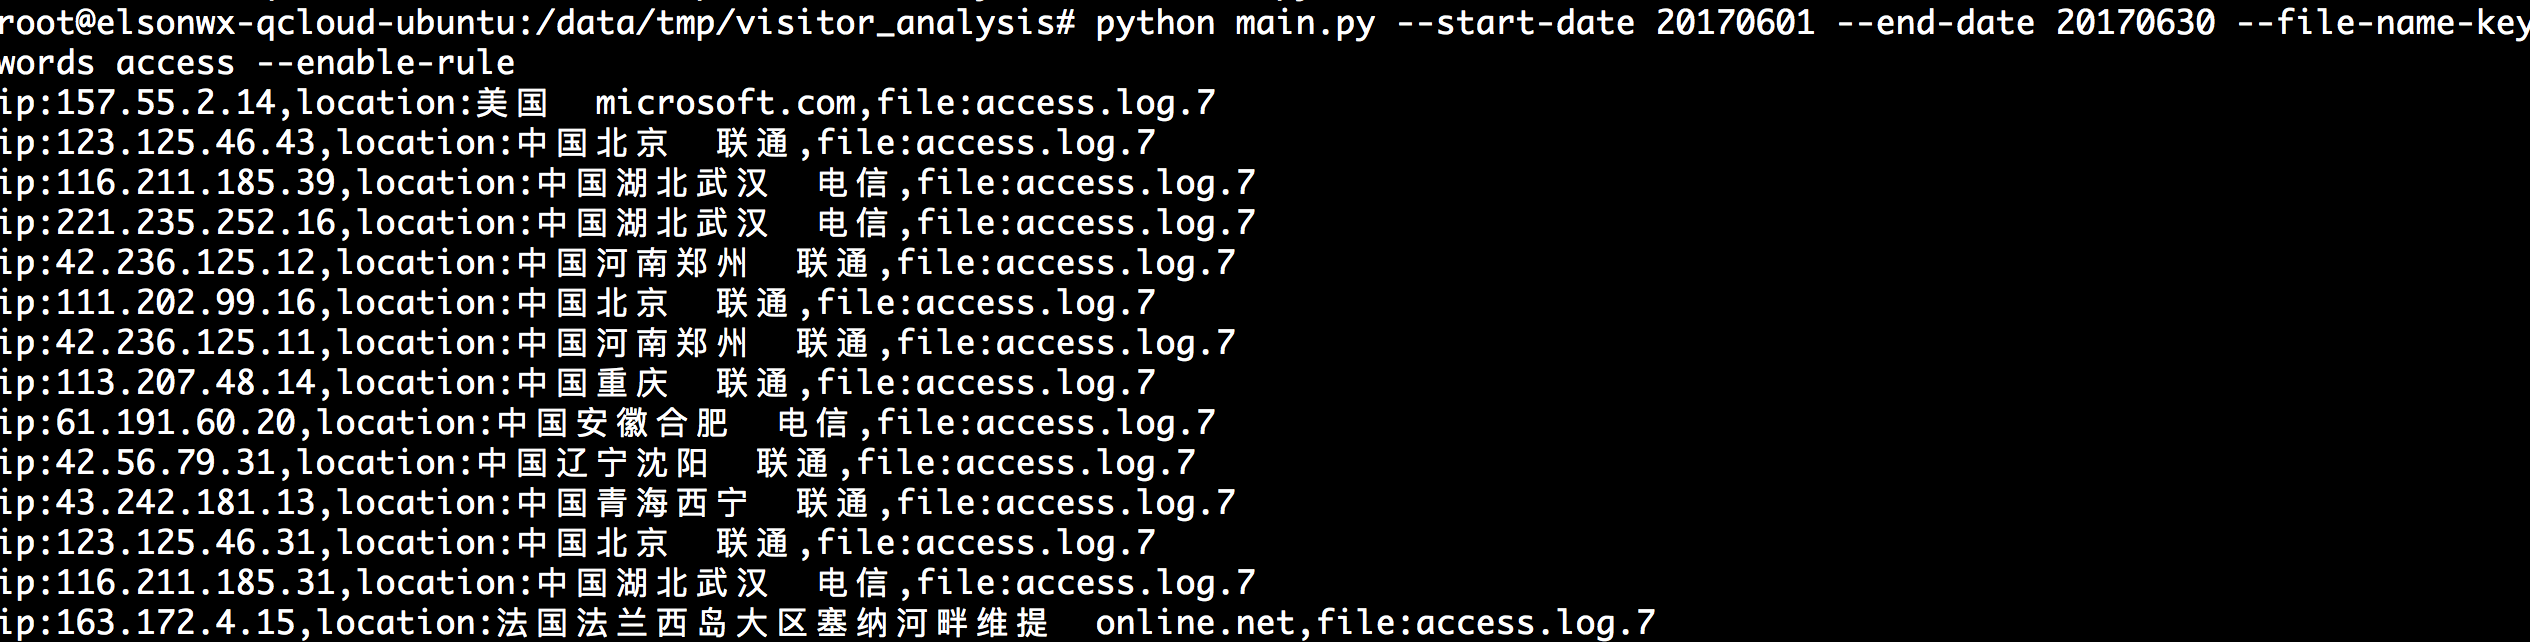 root@elsonwx-qcloud-ubuntu:/data/tmp/visitor_analysis# python main.py --start-date 20170601 --end-date 20170630 --file-name-key
words access --enable-rule
ip:157.55.2.14,location:美国  microsoft.com,file:access.log.7
ip:123.125.46.43,location:中国北京  联通,file:access.log.7
ip:116.211.185.39,location:中国湖北武汉  电信,file:access.log.7
ip:221.235.252.16,location:中国湖北武汉  电信,file:access.log.7
ip:42.236.125.12,location:中国河南郑州  联通,file:access.log.7
ip:111.202.99.16,location:中国北京  联通,file:access.log.7
ip:42.236.125.11,location:中国河南郑州  联通,file:access.log.7
ip:113.207.48.14,location:中国重庆  联通,file:access.log.7
ip:61.191.60.20,location:中国安徽合肥  电信,file:access.log.7
ip:42.56.79.31,location:中国辽宁沈阳  联通,file:access.log.7
ip:43.242.181.13,location:中国青海西宁  联通,file:access.log.7
ip:123.125.46.31,location:中国北京  联通,file:access.log.7
ip:116.211.185.31,location:中国湖北武汉  电信,file:access.log.7
ip:163.172.4.15,location:法国法兰西岛大区塞纳河畔维提  online.net,file:access.log.7